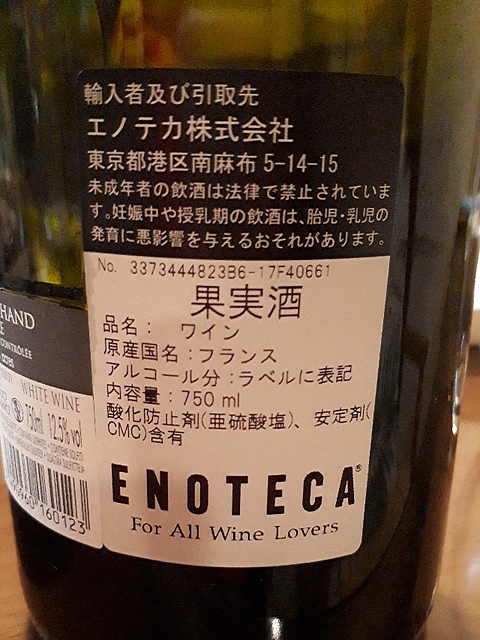 輸入者及び引取先
エノテカ株式会社
東京都港区南麻布 5-14-15
未成年者の飲酒は法律で禁止されていま
す。妊娠中や授乳期の飲酒は、胎児・乳児の
発育に悪影響を与えるおそれがあります。
No. 3373444823B6-17F40661
果実酒
品名： ワイン
原産国名：フランス
アルコール分：ラベルに表記
内容量：750 ml
酸化防止剤(亜硫酸塩)、安定剤(
CMC)含有
ENOTECA®
For All Wine Lovers
HAND
CONTRÔLÉE
WHITE WINE
750ml 12.5% vol
160123